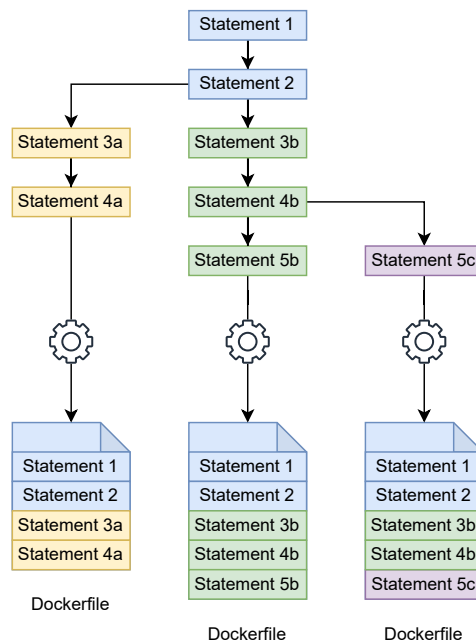 Statement 1
Statement 2
Statement 3a
Statement 3b
Statement 4a
Statement 4b
Statement 5b
Statement 5c
Statement 1
Statement 2
Statement 3a
Statement 4a
Dockerfile
Statement 1
Statement 2
Statement 3b
Statement 4b
Statement 5b
Dockerfile
Statement 1
Statement 2
Statement 3b
Statement 4b
Statement 5c
Dockerfile